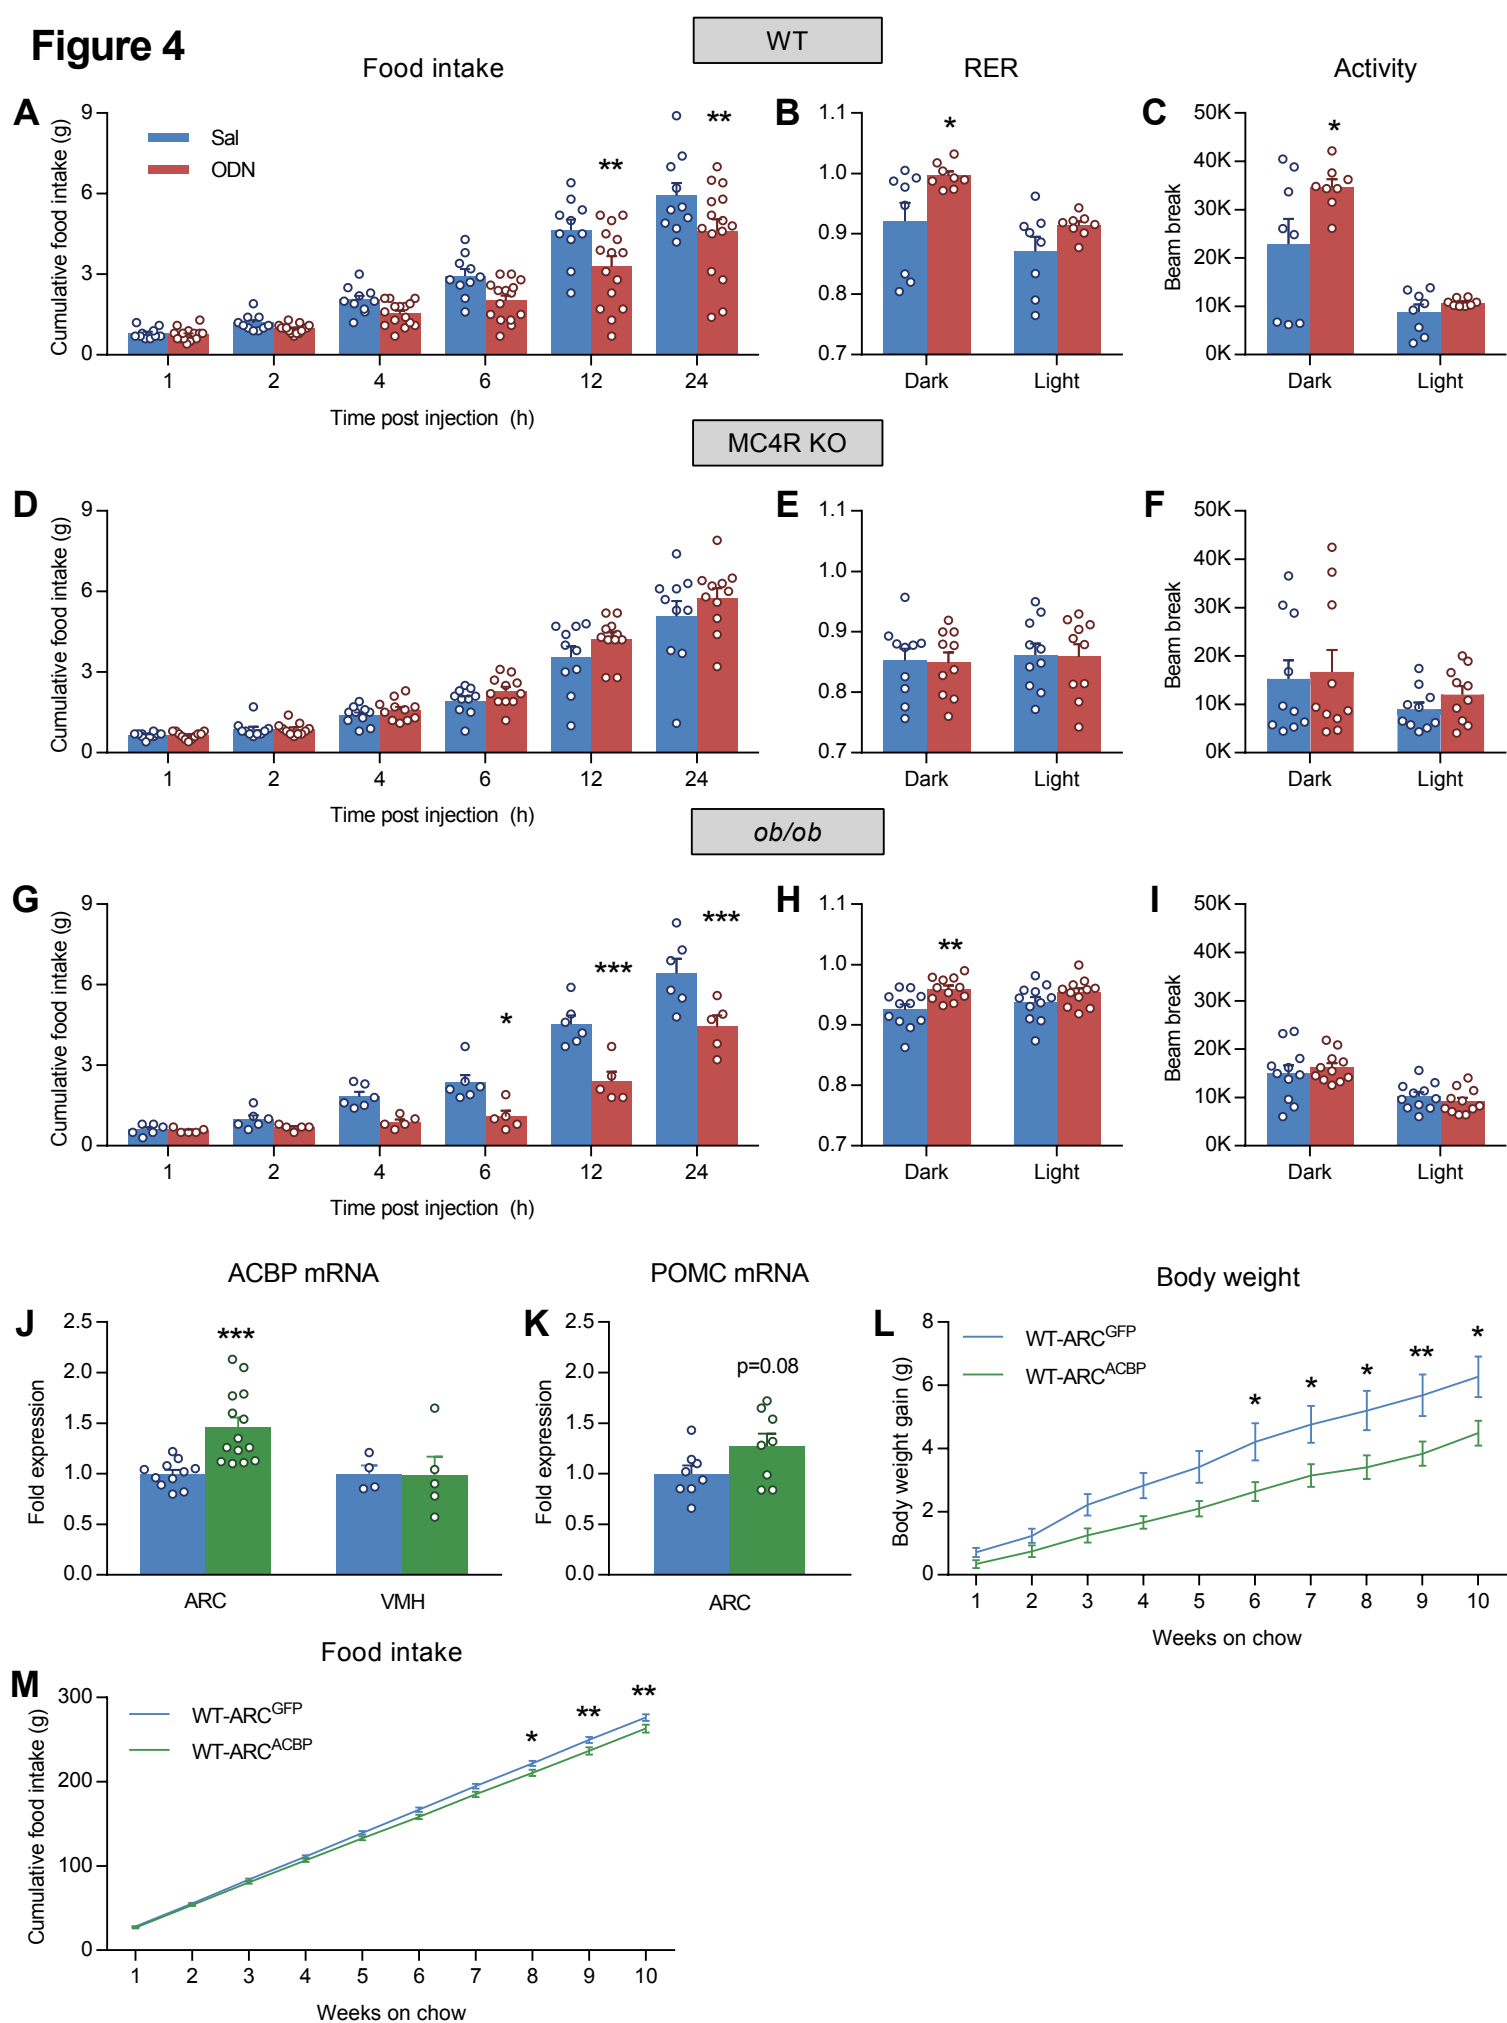 Figure 4
WT
Food intake
RER
Activity
A
Cumulative food intake (g)
9
6
3
0
Sal
ODN
**
**
1 2 4 6 12 24
Time post injection (h)
B
1.1
1.0
0.9
0.8
0.7
*
Dark Light
C
Beam break
50K
40K
30K
20K
10K
0K
*
Dark Light
MC4R KO
D
Cumulative food intake (g)
9
6
3
0
1 2 4 6 12 24
Time post injection (h)
E
1.1
1.0
0.9
0.8
0.7
Dark Light
F
Beam break
50K
40K
30K
20K
10K
0K
Dark Light
ob/ob
G
Cumulative food intake (g)
9
6
3
0
*
***
***
1 2 4 6 12 24
Time post injection (h)
H
1.1
1.0
0.9
0.8
0.7
**
Dark Light
I
Beam break
50K
40K
30K
20K
10K
0K
Dark Light
ACBP mRNA
J
Fold expression
2.5
2.0
1.5
1.0
0.5
0.0
***
ARC VMH
POMC mRNA
K
Fold expression
2.5
2.0
1.5
1.0
0.5
0.0
p=0.08
ARC
Body weight
L
Body weight gain (g)
8
6
4
2
0
WT-ARC^GFP
WT-ARC^ACBP
* * * ** *
1 2 3 4 5 6 7 8 9 10
Weeks on chow
Food intake
M
Cumulative food intake (g)
300
200
100
0
WT-ARC^GFP
WT-ARC^ACBP
* ** **
1 2 3 4 5 6 7 8 9 10
Weeks on chow